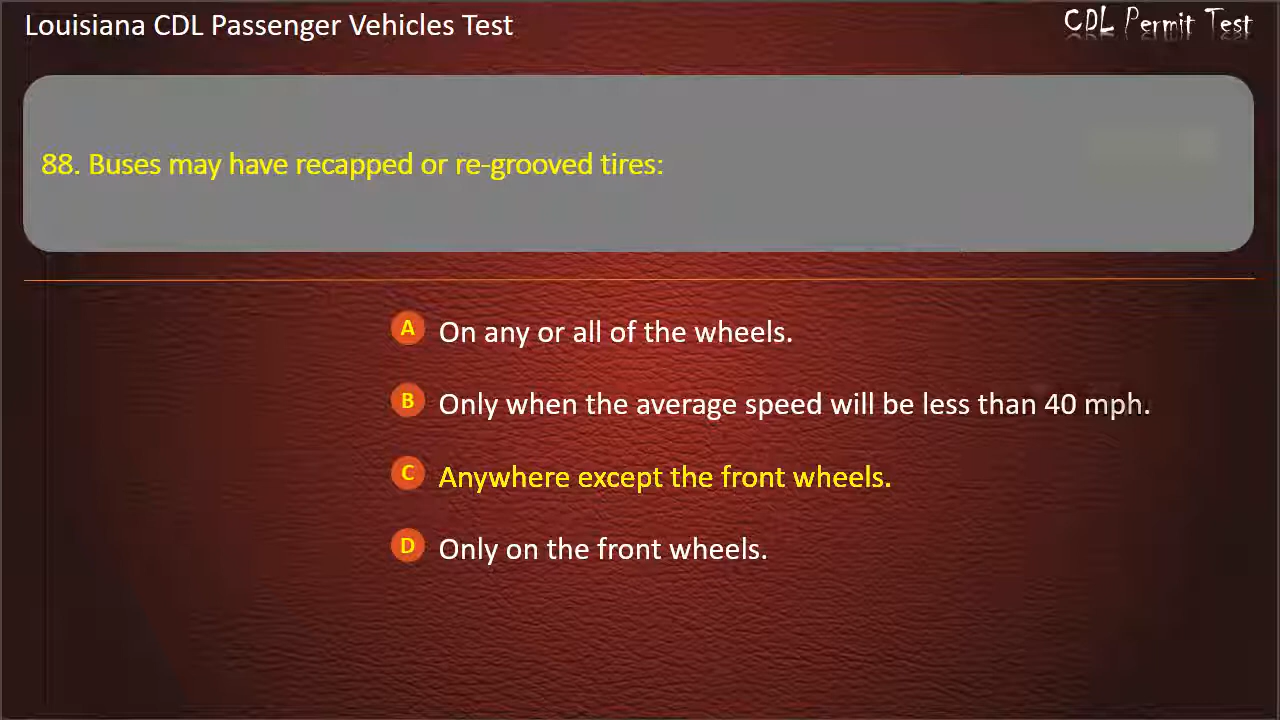 Louisiana CDL Passenger Vehicles Test
CDL Permit Test
88. Buses may have recapped or re-grooved tires:
A On any or all of the wheels.
B Only when the average speed will be less than 40 mph.
C Anywhere except the front wheels.
D Only on the front wheels.